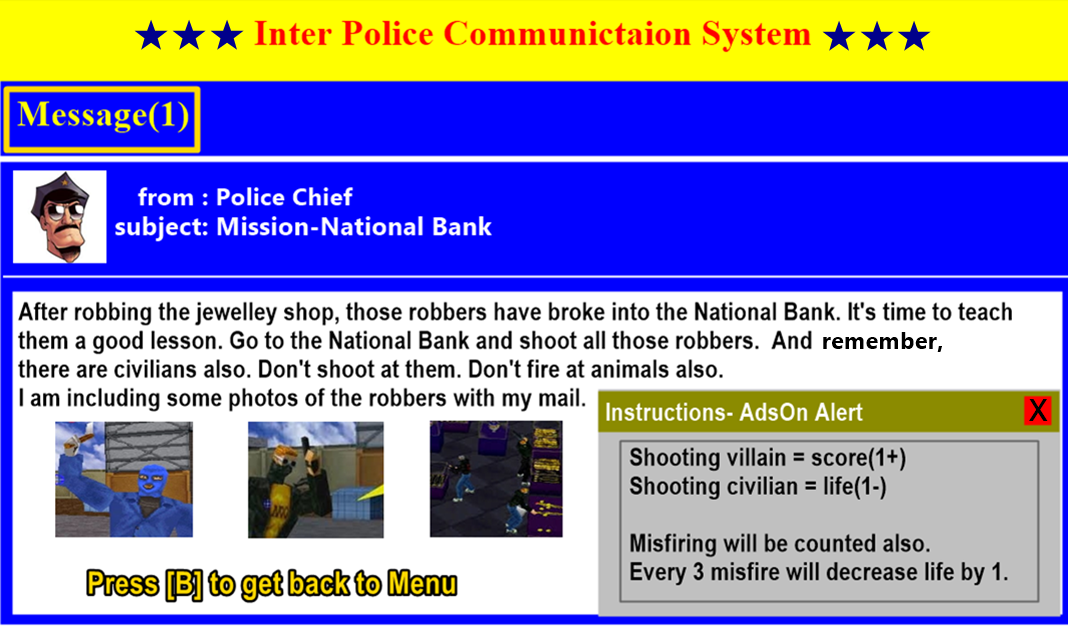 ★★★ Inter Police Communictaion System ★★★
Message(1)
from : Police Chief
subject: Mission-National Bank
After robbing the jewelley shop, those robbers have broke into the National Bank. It's time to teach
them a good lesson. Go to the National Bank and shoot all those robbers. And remember,
there are civilians also. Don't shoot at them. Don't fire at animals also.
I am including some photos of the robbers with my mail.
Instructions- AdsOn Alert X
Shooting villain = score(1+)
Shooting civilian = life(1-)
Misfiring will be counted also.
Every 3 misfire will decrease life by 1.
Press [B] to get back to Menu